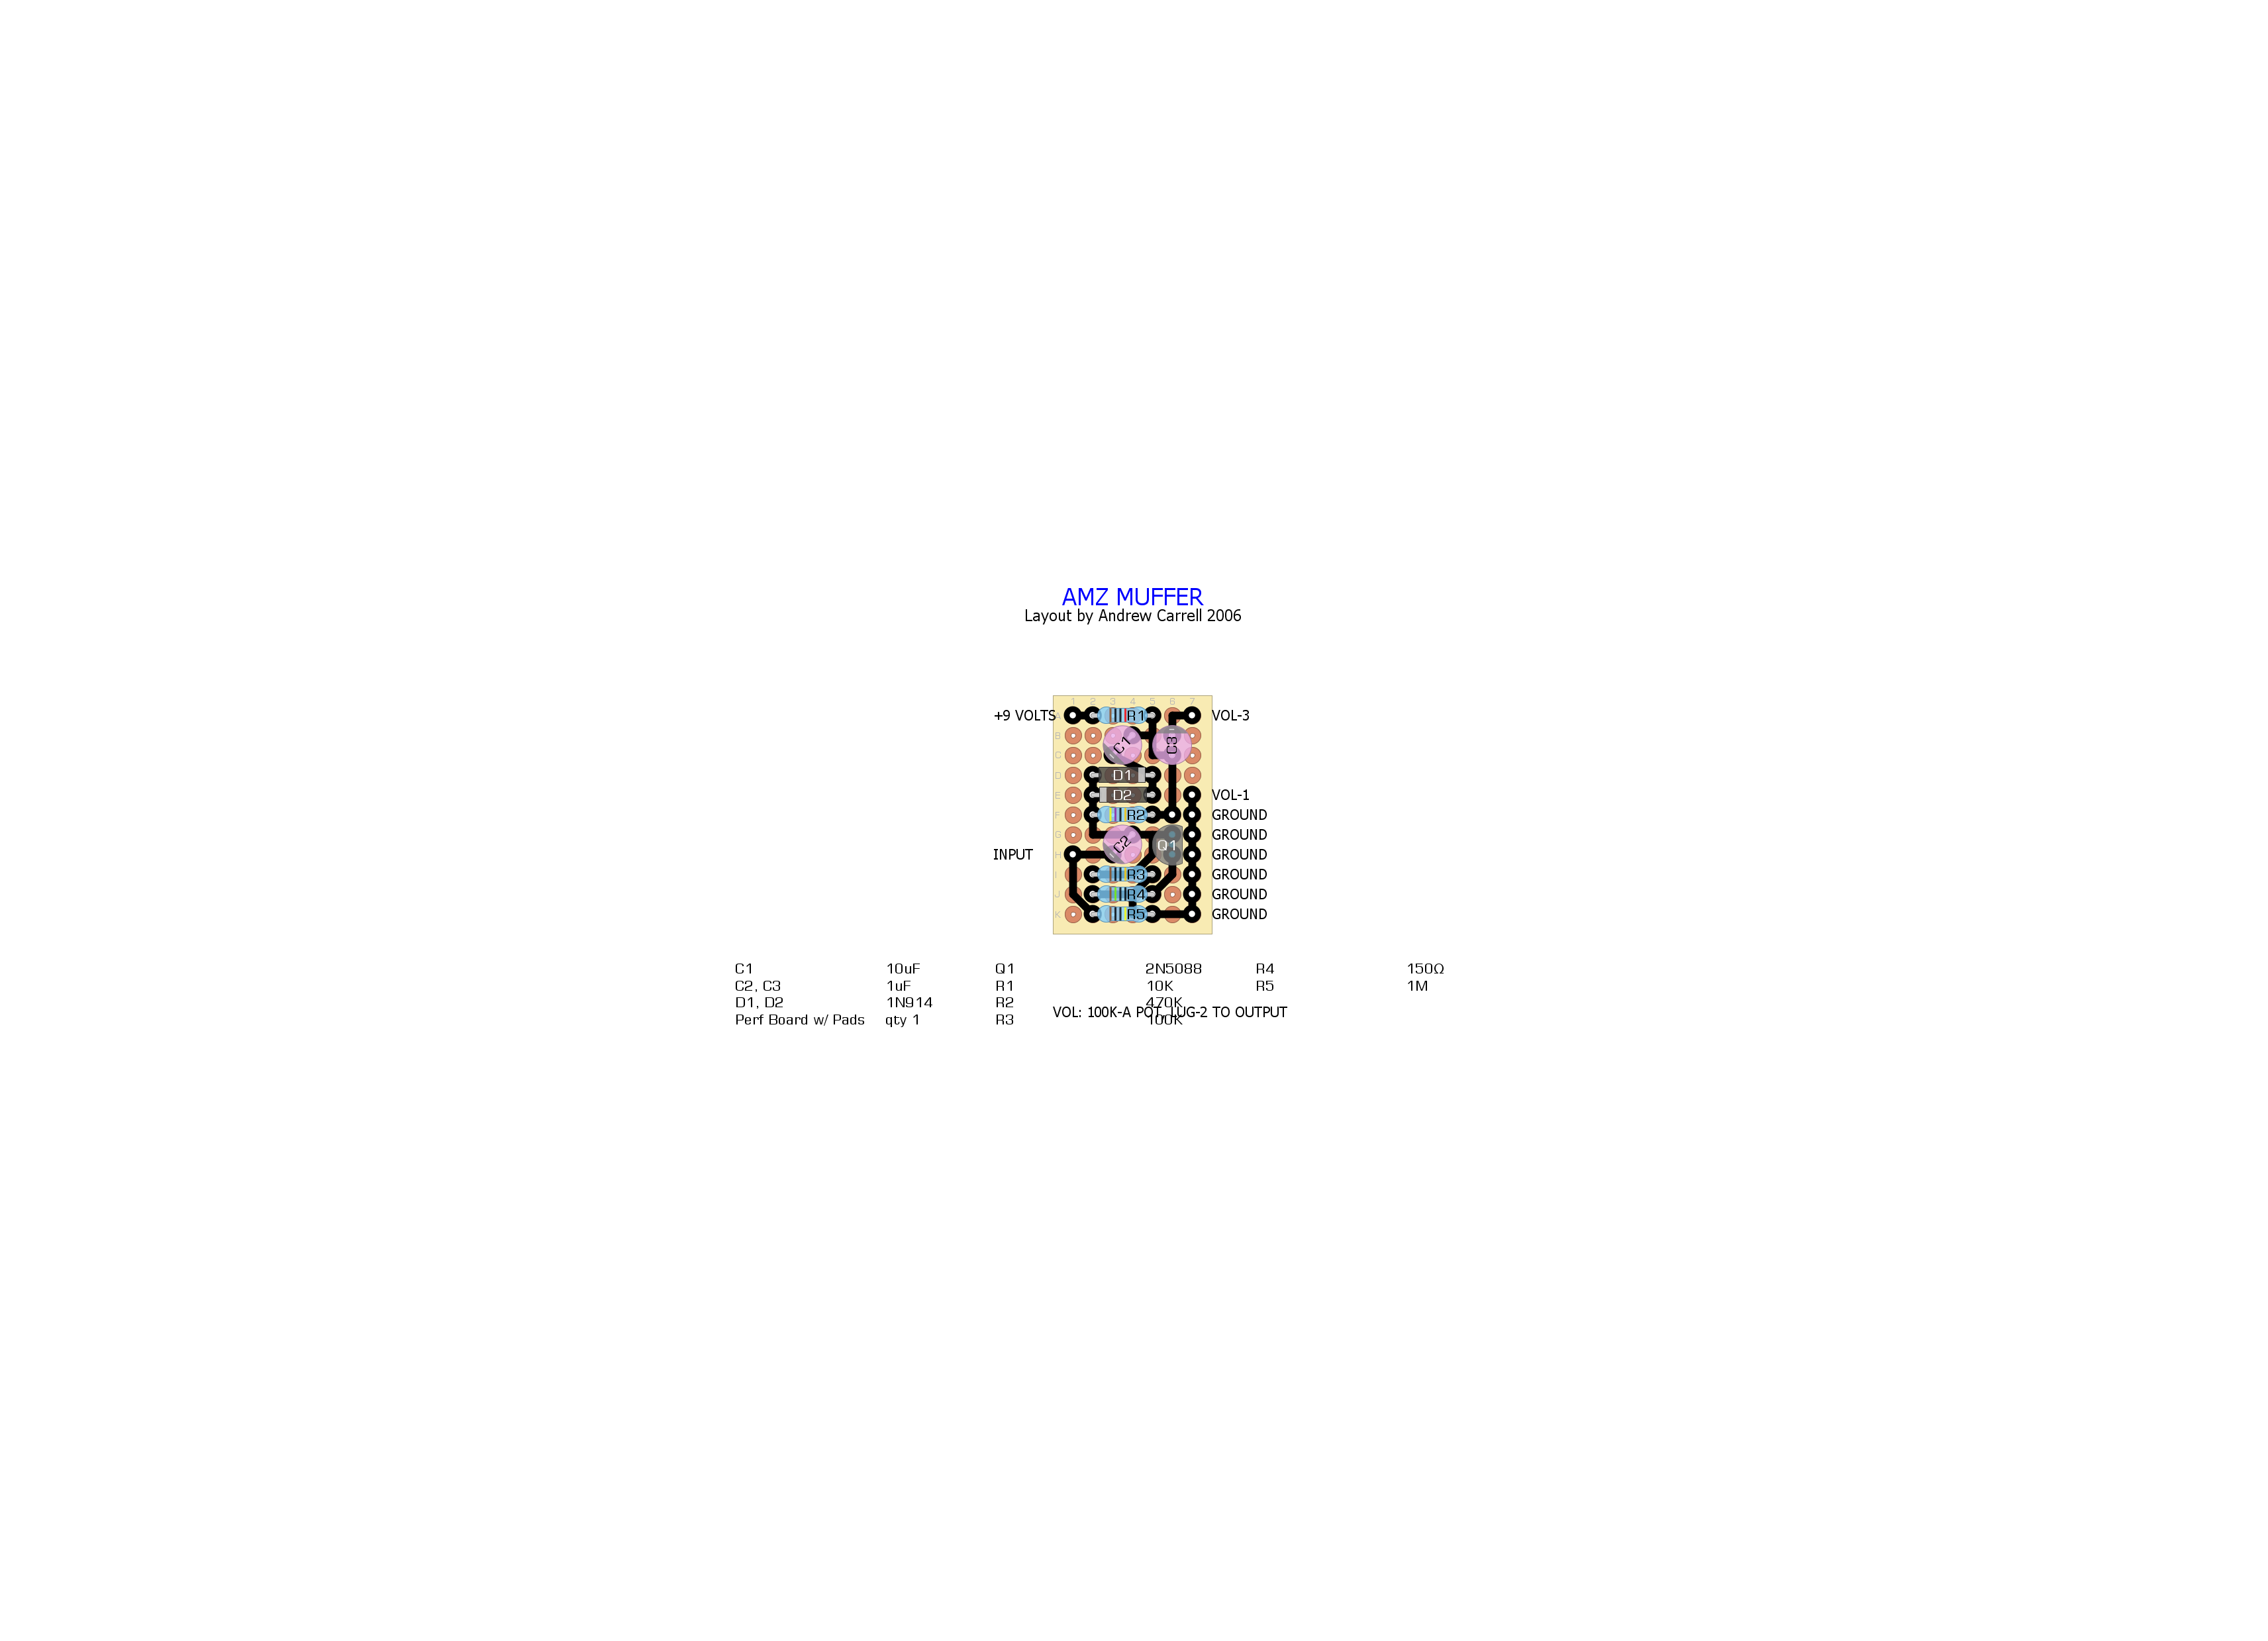 AMZ MUFFER
Layout by Andrew Carrell 2006
1 2 3 4 5 6 7
+9 VOLTS A R1 VOL-3
B C1 C3
C
D D1
E D2 VOL-1
F R2 GROUND
G GROUND
C2 Q1
INPUT H GROUND
I R3 GROUND
J R4 GROUND
K R5 GROUND
C1 10uF Q1 2N5088 R4 150Ω
C2, C3 1uF R1 10K R5 1M
D1, D2 1N914 R2 470K
VOL: 100K-A POT, LUG-2 TO OUTPUT
Perf Board w/ Pads qty 1 R3 100K